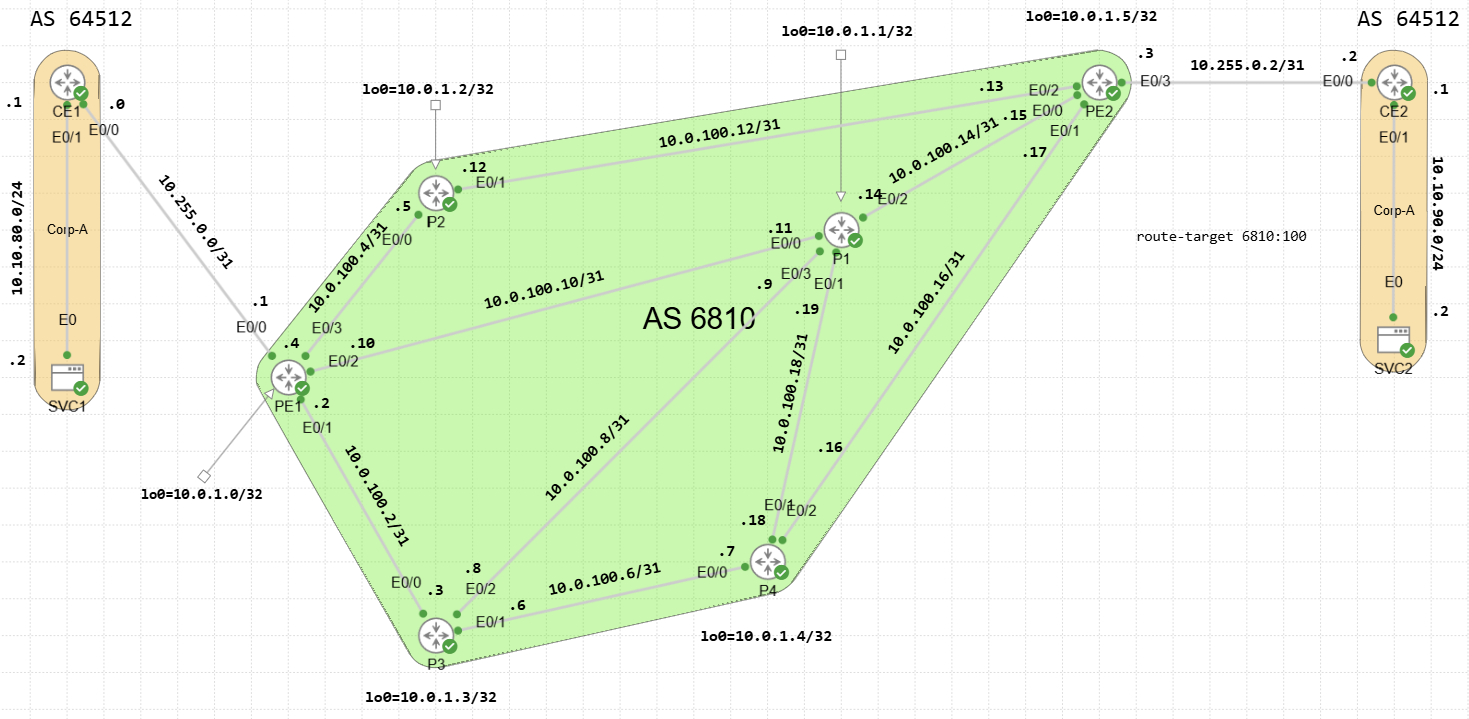 AS 64512
AS 64512
lo0=10.0.1.5/32
lo0=10.0.1.1/32
lo0=10.0.1.2/32
.3
10.255.0.2/31
.2
E0/3
E0/0
.1
CE1
.0
E0/1
E0/0
.13
E0/2
E0/0
PE2
.15
E0/1
.17
CE2
.1
E0/1
10.0.100.12/31
10.0.100.14/31
.12
E0/1
.5
P2
E0/0
.14
E0/2
10.255.0.0/31
10.0.100.4/31
10.10.80.0/24
Corp-A
.11
E0/0
P1
E0/3
E0/1
.9
.19
route-target 6810:100
Corp-A
10.10.90.0/24
10.0.100.10/31
10.0.100.16/31
AS 6810
.1
E0/0
E0/3
.4
.10
E0/2
E0
.2
SVC1
E0
.2
SVC2
PE1
.2
E0/1
10.0.100.18/31
10.0.100.8/31
10.0.100.2/31
.16
lo0=10.0.1.0/32
E0/1
E0/2
.18
.7
E0/0
P4
E0/0
.3
.8
E0/2
10.0.100.6/31
.6
E0/1
P3
lo0=10.0.1.4/32
lo0=10.0.1.3/32